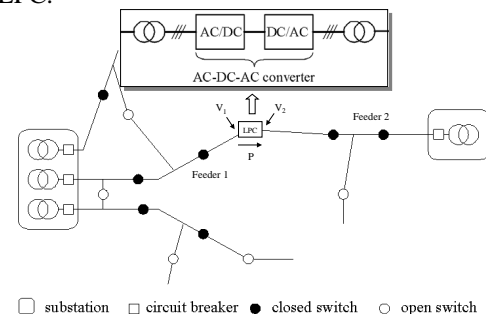 LPC.
AC/DC
DC/AC
AC-DC-AC converter
V1
V2
LPC
P
Feeder 1
Feeder 2
substation
circuit breaker
closed switch
open switch